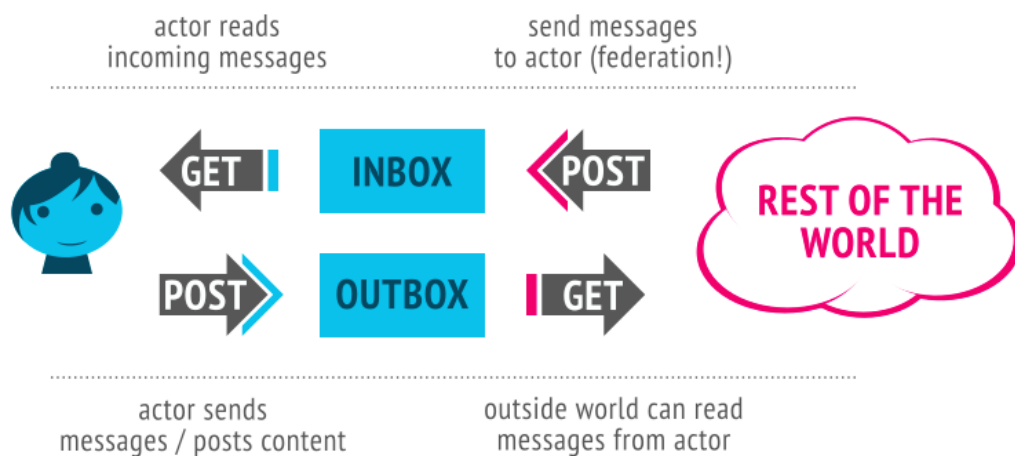 actor reads
incoming messages
send messages
to actor (federation!)
GET
INBOX
POST
REST OF THE
WORLD
POST
OUTBOX
GET
actor sends
messages / posts content
outside world can read
messages from actor